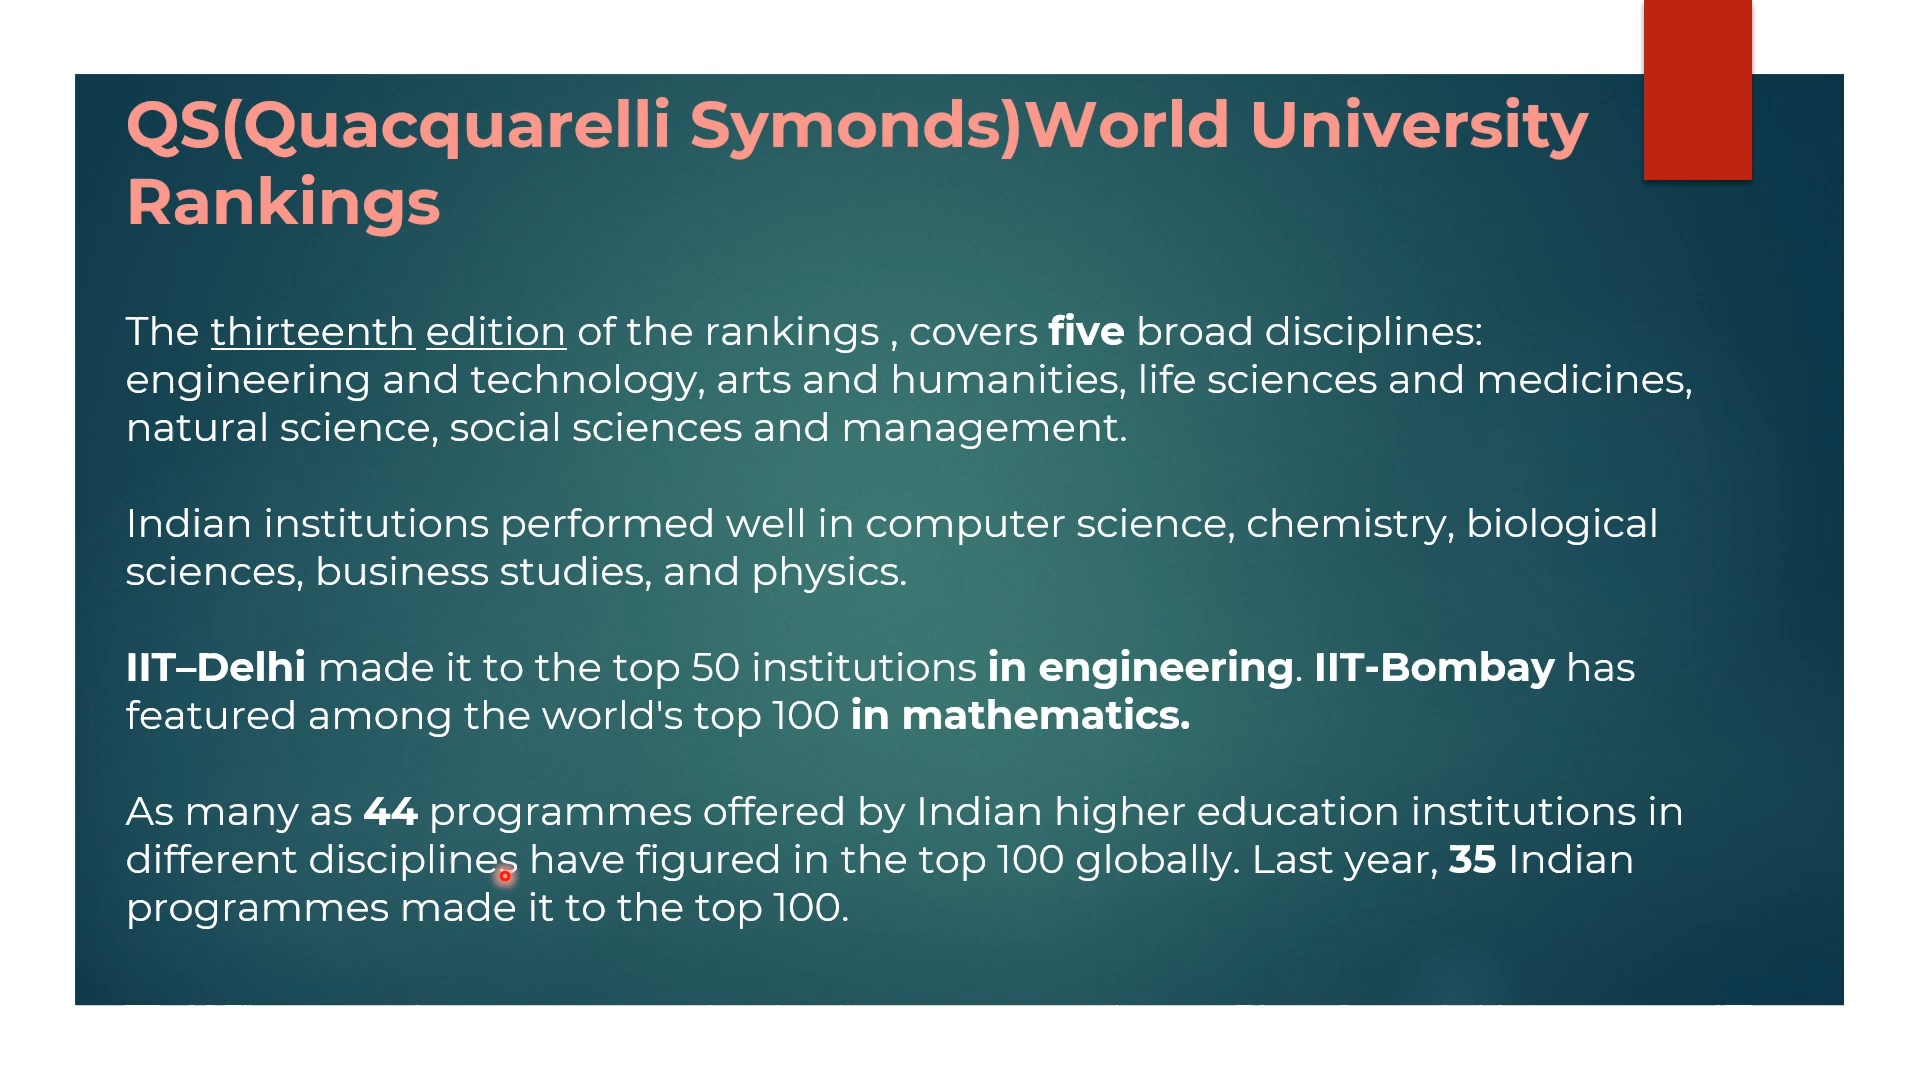 QS(Quacquarelli Symonds)World University
Rankings
The thirteenth edition of the rankings , covers five broad disciplines:
engineering and technology, arts and humanities, life sciences and medicines,
natural science, social sciences and management.
Indian institutions performed well in computer science, chemistry, biological
sciences, business studies, and physics.
IIT–Delhi made it to the top 50 institutions in engineering. IIT-Bombay has
featured among the world's top 100 in mathematics.
As many as 44 programmes offered by Indian higher education institutions in
different disciplines have figured in the top 100 globally. Last year, 35 Indian
programmes made it to the top 100.